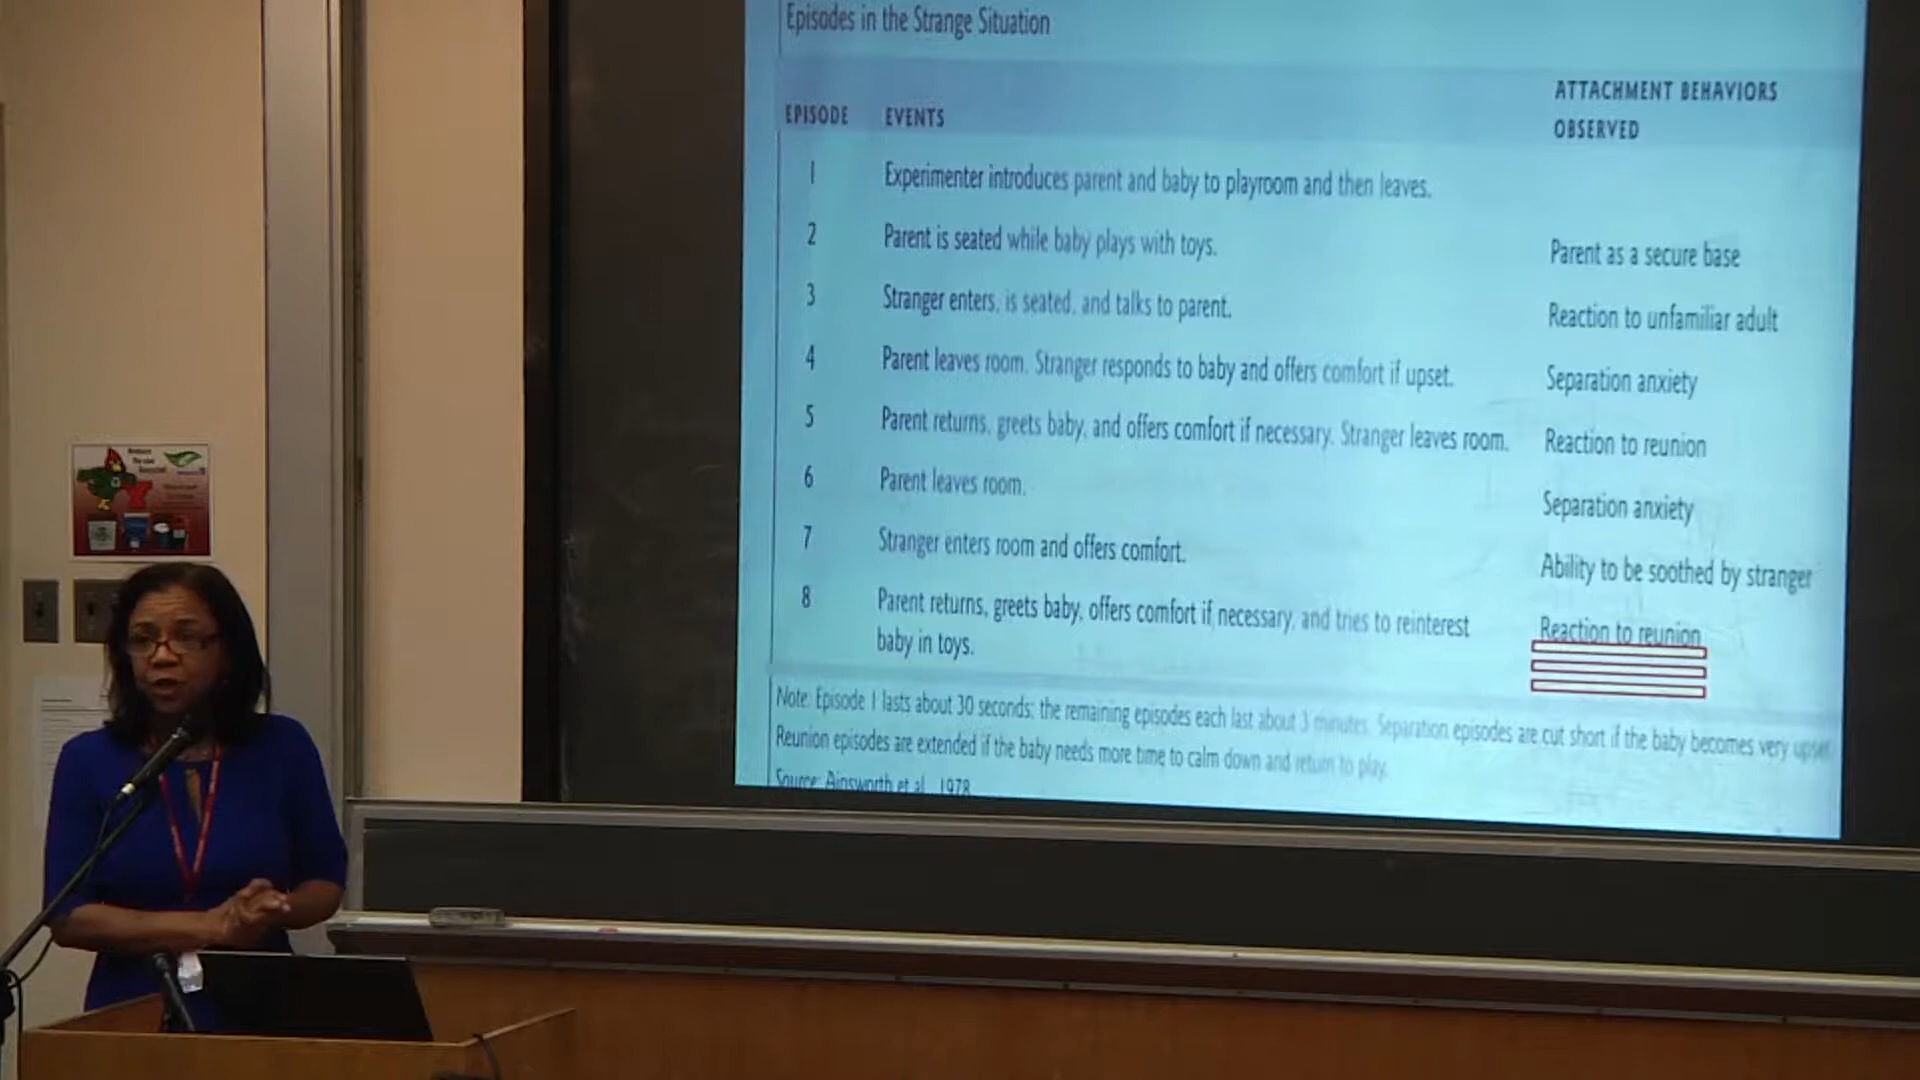 Episodes in the Strange Situation
ATTACHMENT BEHAVIORS
EPISODE EVENTS OBSERVED
1 Experimenter introduces parent and baby to playroom and then leaves.
2 Parent is seated while baby plays with toys. Parent as a secure base
3 Stranger enters, is seated, and talks to parent. Reaction to unfamiliar adult
4 Parent leaves room. Stranger responds to baby and offers comfort if upset. Separation anxiety
5 Parent returns, greets baby, and offers comfort if necessary. Stranger leaves room. Reaction to reunion
6 Parent leaves room. Separation anxiety
7 Stranger enters room and offers comfort. Ability to be soothed by stranger
8 Parent returns, greets baby, offers comfort if necessary, and tries to reinterest Reaction to reunion
baby in toys.
Note: Episode 1 lasts about 30 seconds; the remaining episodes each last about 3 minutes. Separation episodes are cut short if the baby becomes very upset.
Reunion episodes are extended if the baby needs more time to calm down and return to play.
Source: Ainsworth et al., 1978.